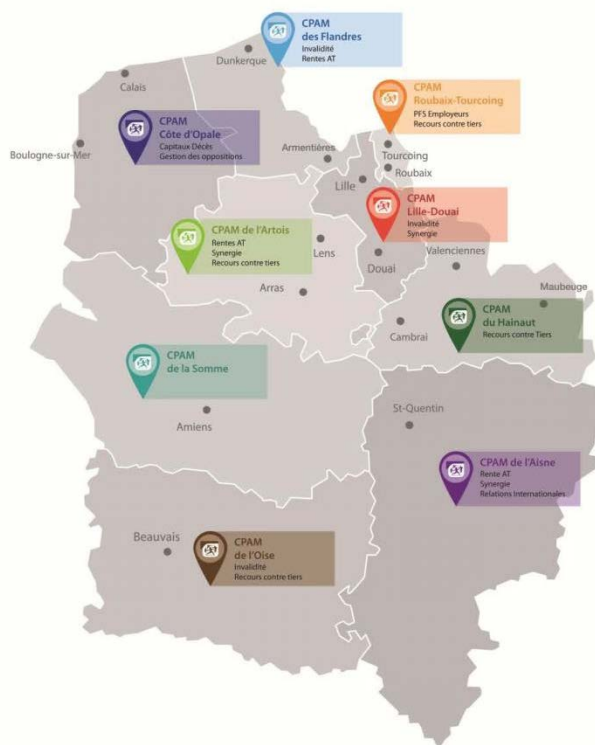 CPAM
des Flandres
Invalidité
Rentes AT
Dunkerque
Calais
CPAM
Roubaix-Tourcoing
PFS Employeurs
Recours contre tiers
CPAM
Côte d'Opale
Capitaux Décès
Gestion des oppositions
Boulogne-sur-Mer
Armentières
Tourcoing
Roubaix
Lille
CPAM
Lille-Douai
Invalidité
Synergie
CPAM de l'Artois
Rentes AT
Synergie
Recours contre tiers
Lens
Douai
Valenciennes
Arras
Maubeuge
CPAM
du Hainaut
Recours contre Tiers
Cambrai
CPAM
de la Somme
Amiens
St-Quentin
CPAM de l'Aisne
Rente AT
Synergie
Relations Internationales
Beauvais
CPAM
de l'Oise
Invalidité
Recours contre tiers